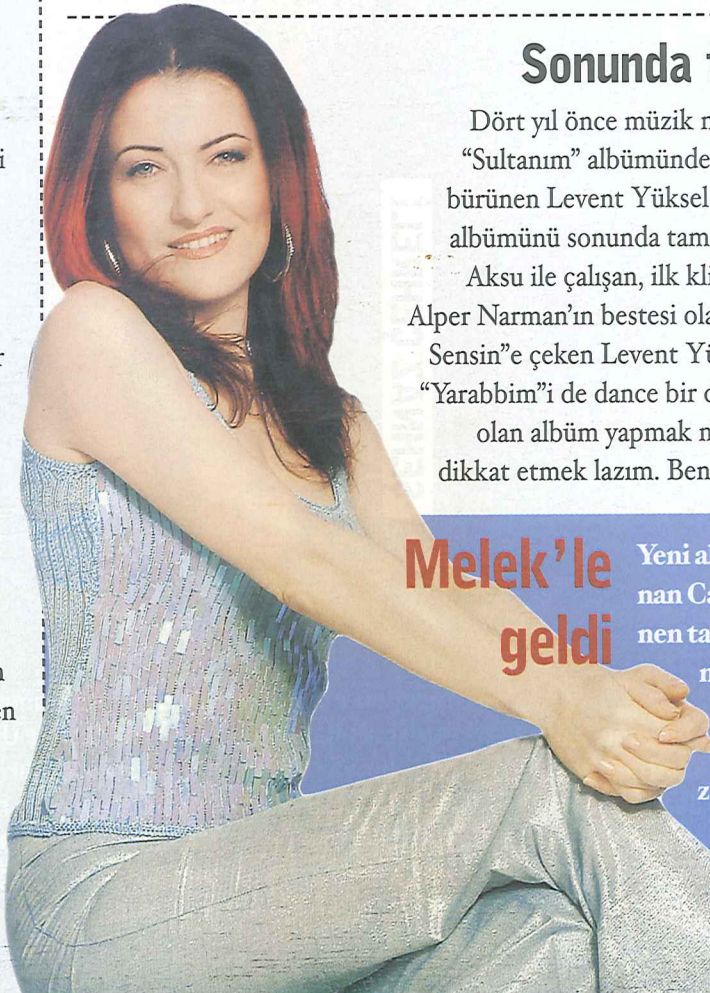 i
r
n
en
Sonunda
Dört yıl önce müzik
“Sultanım” albümünde
bürünen Levent Yüksel
albümünü sonunda tam
Aksu ile çalışan, ilk kli
Alper Narman’ın bestesi ola
Sensin”e çeken Levent Yü
“Yarabbim”i de dance bir
olan albüm yapmak
dikkat etmek lazım. Ben
Melek’le
geldi
Yeni al
nan Ca
nen ta
n
z